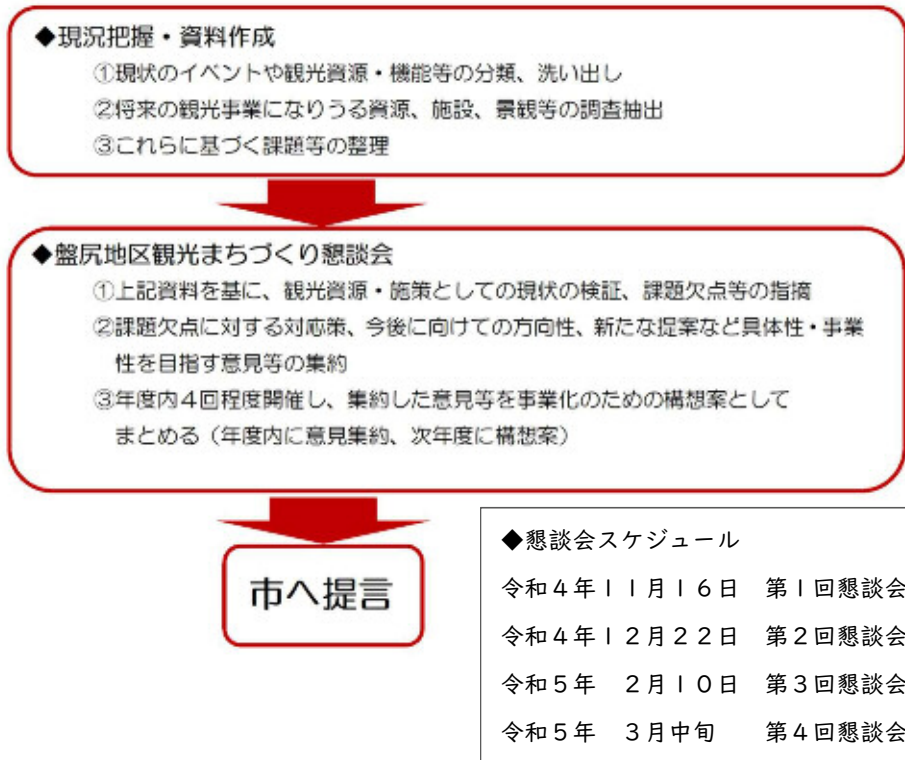 ◆現況把握・資料作成
①現状のイベントや観光資源・機能等の分類、洗い出し
②将来の観光事業になりうる資源、施設、景観等の調査抽出
③これらに基づく課題等の整理
◆盤尻地区観光まちづくり懇談会
①上記資料を基に、観光資源・施策としての現状の検証、課題欠点等の指摘
②課題欠点に対する対応策、今後に向けての方向性、新たな提案など具体性・事業
性を目指す意見等の集約
③年度内４回程度開催し、集約した意見等を事業化のための構想案として
まとめる（年度内に意見集約、次年度に構想案）
市へ提言
◆懇談会スケジュール
令和４年１１月１６日　第１回懇談会
令和４年１２月２２日　第２回懇談会
令和５年　２月１０日　第３回懇談会
令和５年　３月中旬　　第４回懇談会